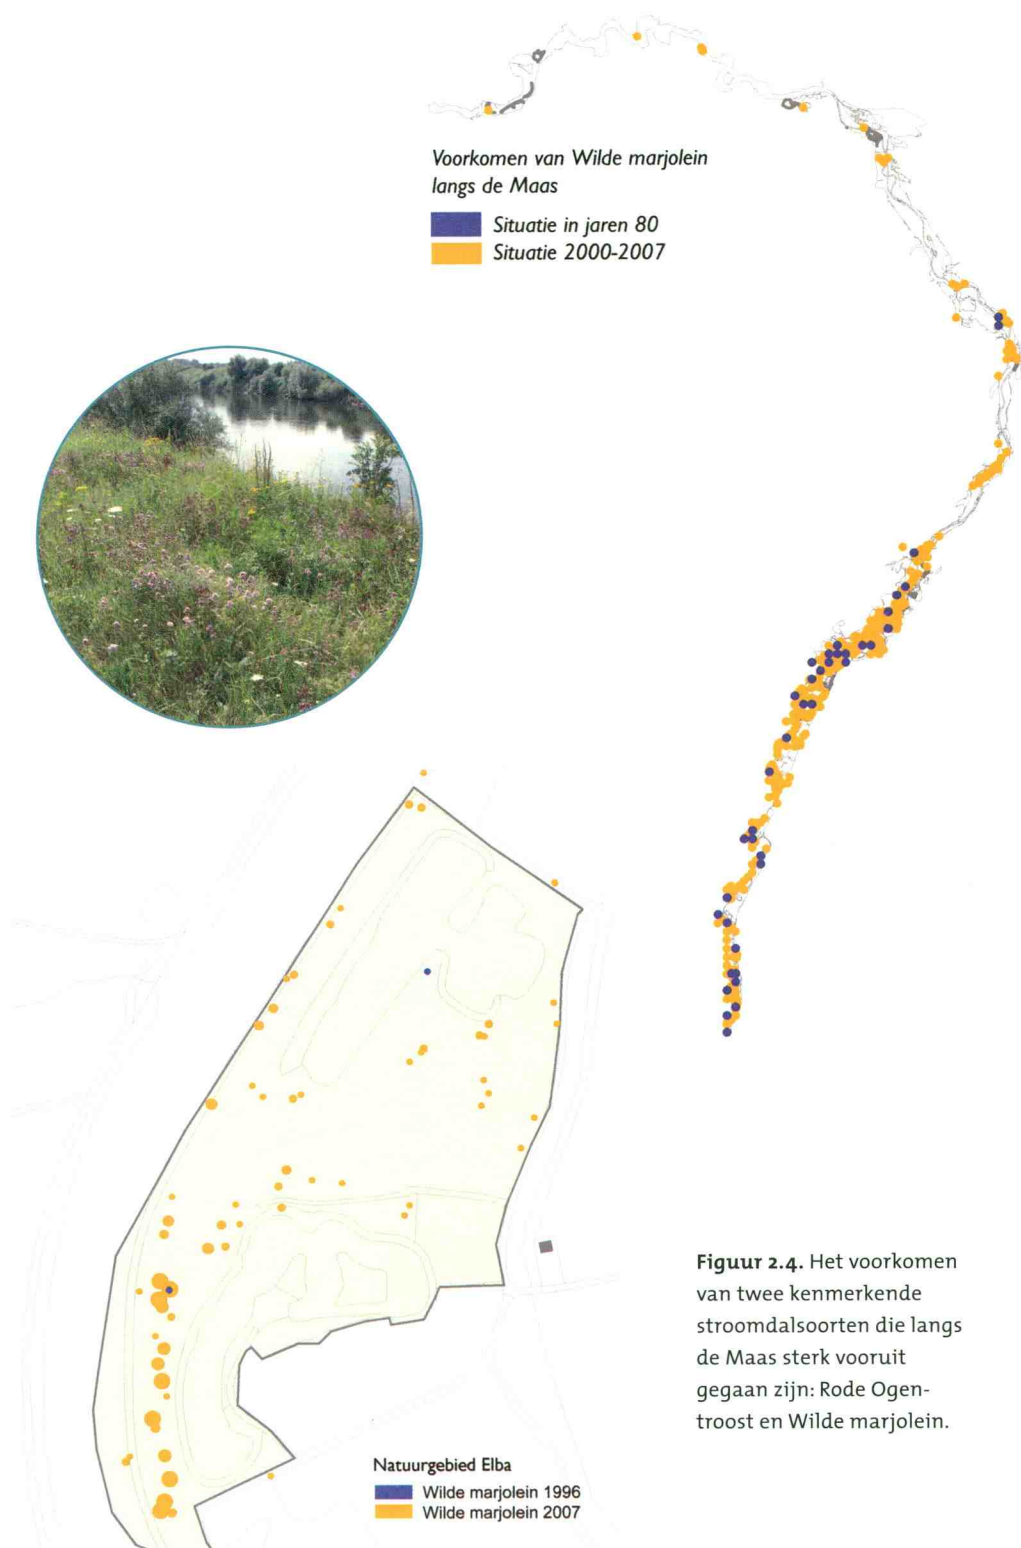 Voorkomen van Wilde marjolein
langs de Maas
Situatie in jaren 80
Situatie 2000-2007
Figuur 2.4. Het voorkomen
van twee kenmerkende
stroomdalsoorten die langs
de Maas sterk vooruit
gegaan zijn: Rode Ogen-
troost en Wilde marjolein.
Natuurgebied Elba
Wilde marjolein 1996
Wilde marjolein 2007